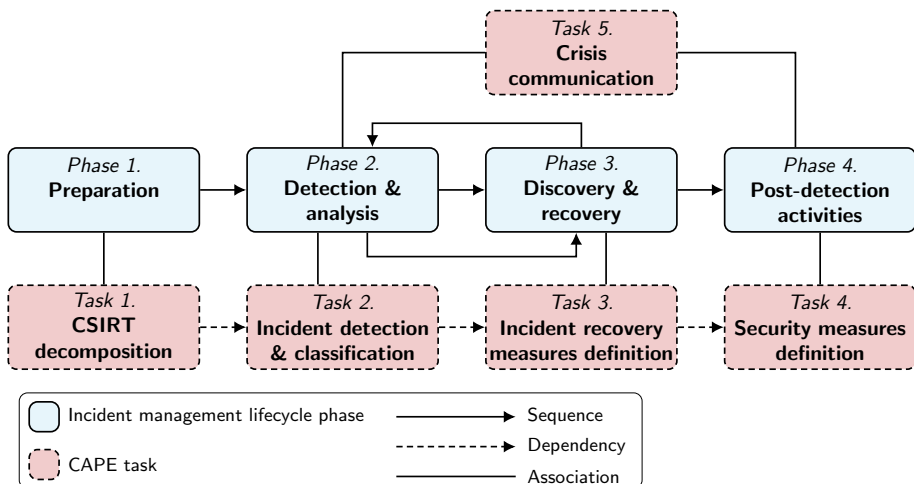 Task 5.
Crisis
communication
Phase 1.
Preparation
Phase 2.
Detection &
analysis
Phase 3.
Discovery &
recovery
Phase 4.
Post-detection
activities
Task 1.
CSIRT
decomposition
Task 2.
Incident detection
& classification
Task 3.
Incident recovery
measures definition
Task 4.
Security measures
definition
Incident management lifecycle phase
CAPE task
Sequence
Dependency
Association